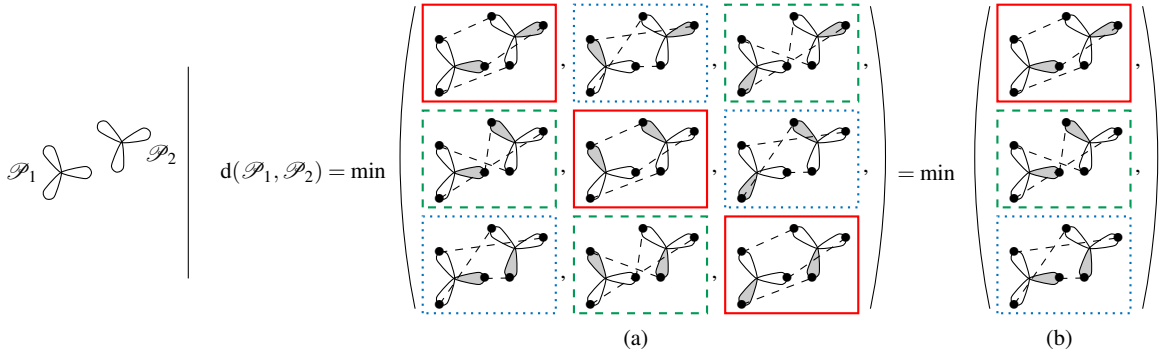 𝒫₁ 𝒫₂ d(𝒫₁, 𝒫₂) = min ( , , , , , , , , ) = min ( , , )
(a) (b)